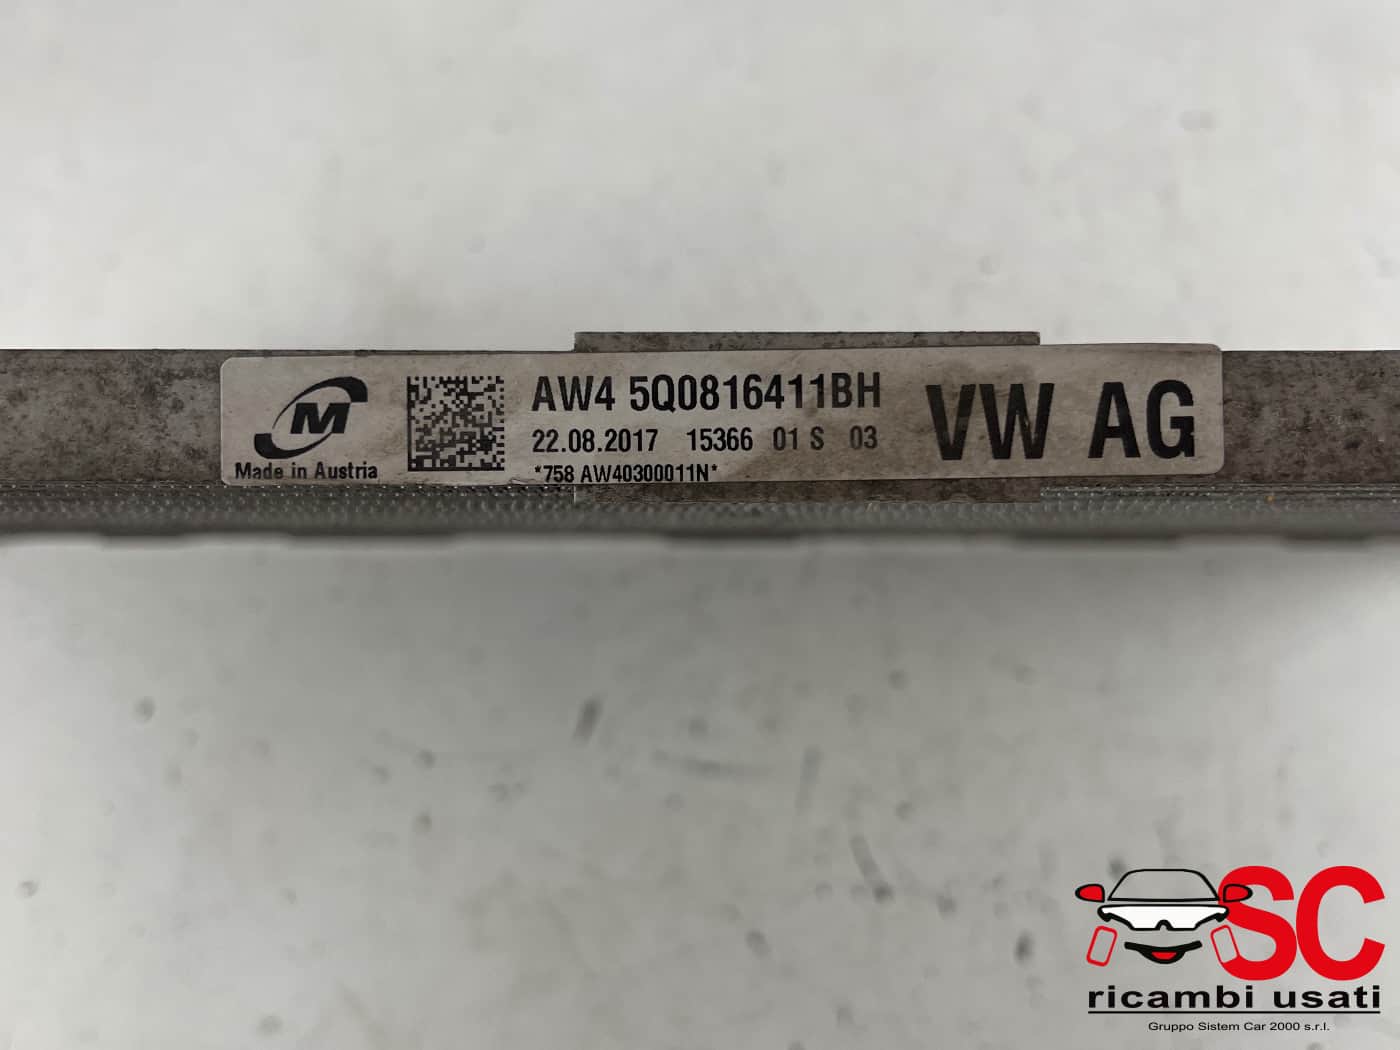 M
Made in Austria
AW4 5Q0816411BH
22.08.2017 15366 01 S 03
*758 AW40300011N*
VW AG
SC
ricambi usati
Gruppo Sistem Car 2000 s.r.l.